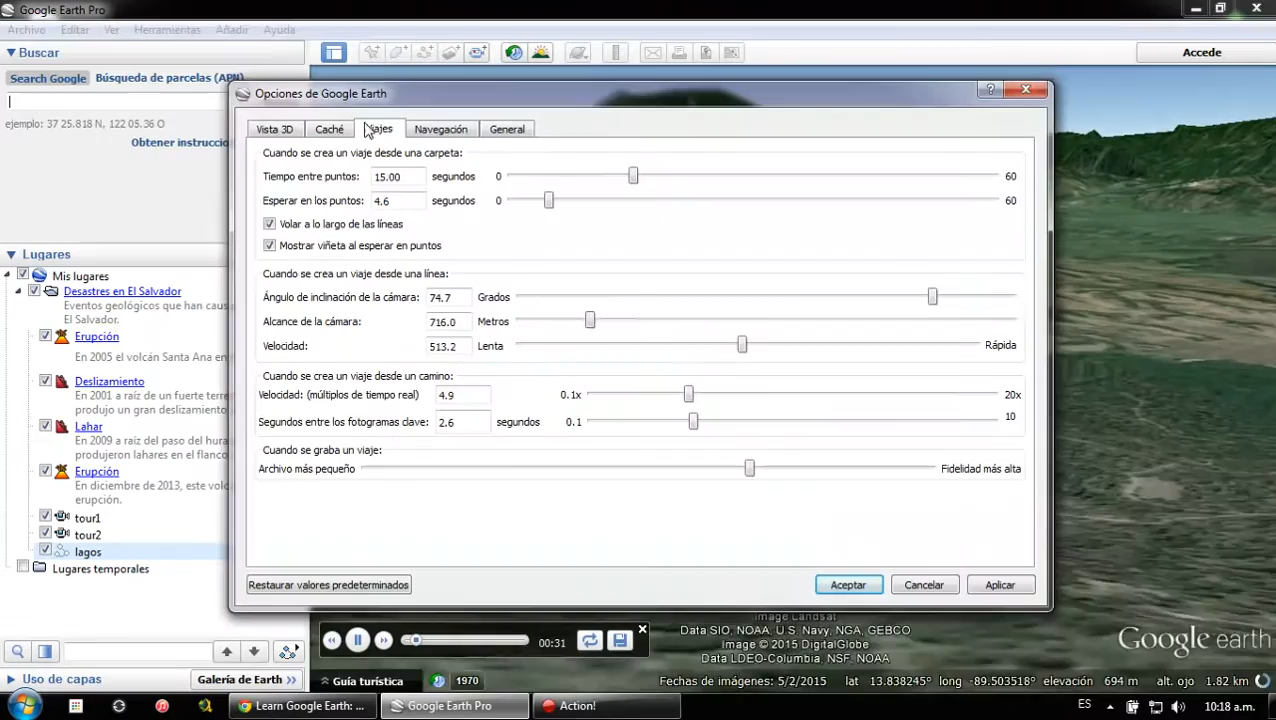 Google Earth Pro
Archivo Editar Ver Herramientas Añadir Ayuda
Buscar
Search Google Búsqueda de parcelas (APN)
ejemplo: 37 25.818 N, 122 05.36 O
Obtener instruccio
Accede
Opciones de Google Earth
Vista 3D Caché Viajes Navegación General
Cuando se crea un viaje desde una carpeta:
Tiempo entre puntos: 15.00 segundos 0 60
Esperar en los puntos: 4.6 segundos 0 60
Volar a lo largo de las líneas
Mostrar viñeta al esperar en puntos
Cuando se crea un viaje desde una línea:
Ángulo de inclinación de la cámara: 74.7 Grados
Alcance de la cámara: 716.0 Metros
Velocidad: 513.2 Lenta Rápida
Cuando se crea un viaje desde un camino:
Velocidad: (múltiplos de tiempo real) 4.9 0.1x 20x
Segundos entre los fotogramas clave: 2.6 segundos 0.1 10
Cuando se graba un viaje:
Archivo más pequeño Fidelidad más alta
Restaurar valores predeterminados Aceptar Cancelar Aplicar
Lugares
Mis lugares
Desastres en El Salvador
Eventos geológicos que han caus
El Salvador.
Erupción
En 2005 el volcán Santa Ana en
Deslizamiento
En 2001 a raíz de un fuerte terre
produjo un gran deslizamiento
Lahar
En 2009 a raíz del paso del hura
produjeron lahares en el flanco
Erupción
En diciembre de 2013, este volc
erupción.
tour1
tour2
lagos
Lugares temporales
Uso de capas Galería de Earth >>
00:31
Image Landsat
Data SIO, NOAA, U.S. Navy, NGA, GEBCO
Image © 2015 DigitalGlobe
Data LDEO-Columbia, NSF, NOAA
Google earth
Guía turística 1970 Fechas de imágenes: 5/2/2015 lat 13.838245° long -89.503518° elevación 694 m alt. ojo 1.82 km
Learn Google Earth: ... Google Earth Pro Action! ES 10:18 a.m.